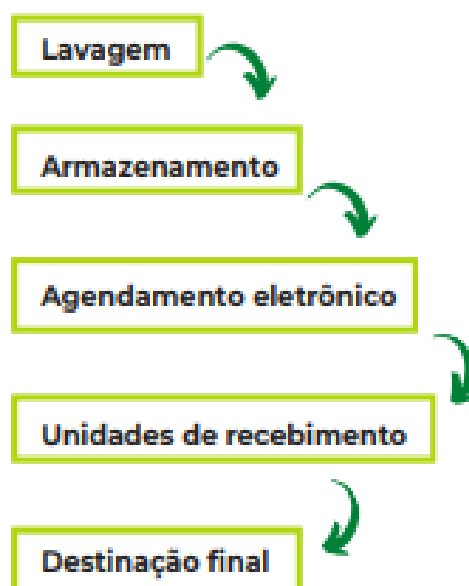 Lavagem
Armazenamento
Agendamento eletrônico
Unidades de recebimento
Destinação final